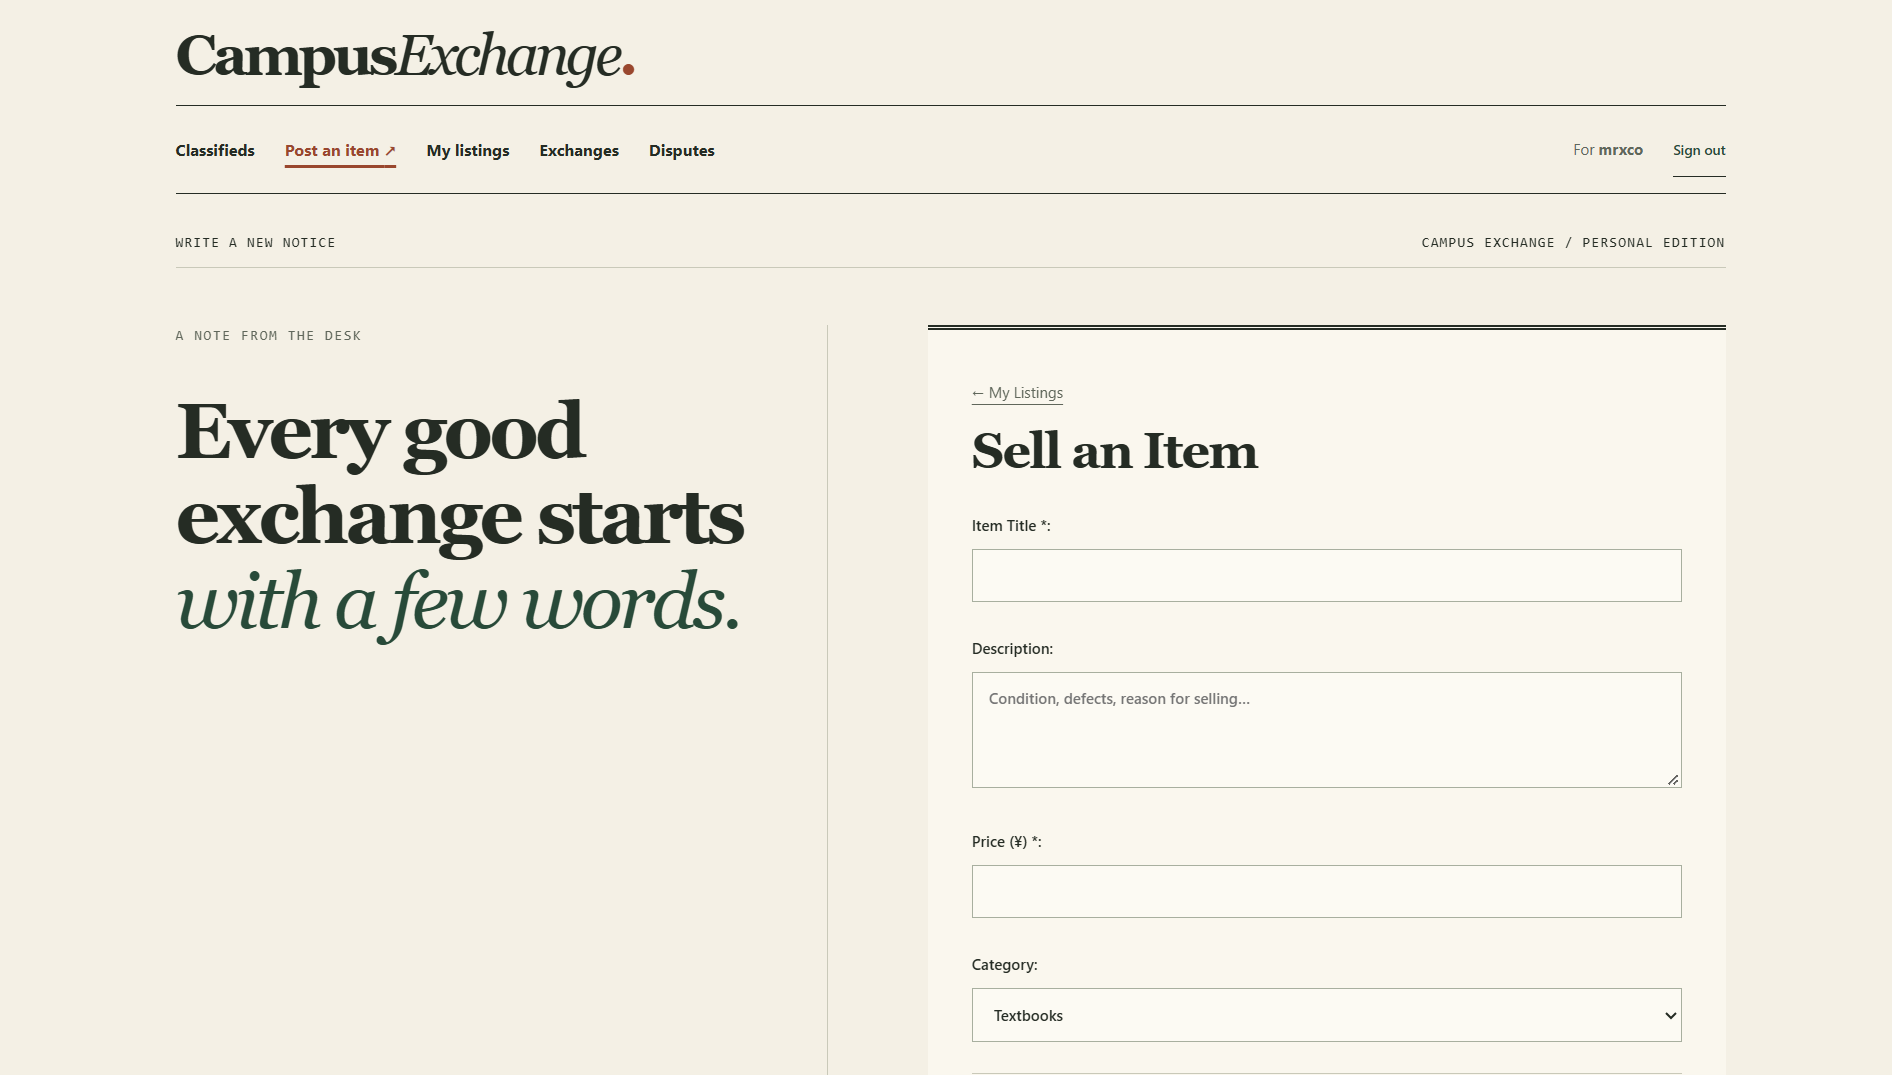 CampusExchange.
Classifieds Post an item ↗ My listings Exchanges Disputes For mrxco Sign out
WRITE A NEW NOTICE CAMPUS EXCHANGE / PERSONAL EDITION
A NOTE FROM THE DESK
Every good
exchange starts
with a few words.
← My Listings
Sell an Item
Item Title *:
Description:
Condition, defects, reason for selling...
Price (¥) *:
Category:
Textbooks